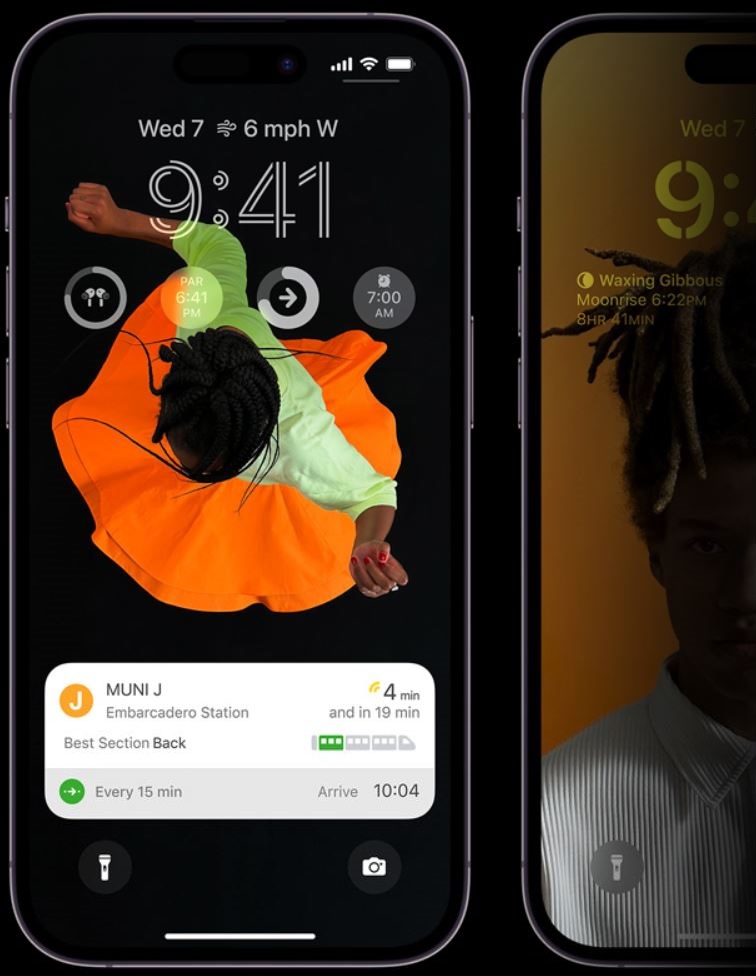 Wed 7 6 mph W
9:41
PAR
6:41
PM
7:00
AM
J
MUNI J
4 min
Embarcadero Station
and in 19 min
Best Section Back
Every 15 min
Arrive 10:04
Wed 7
9:
Waxing Gibbous
Moonrise 6:22PM
8HR 41MIN